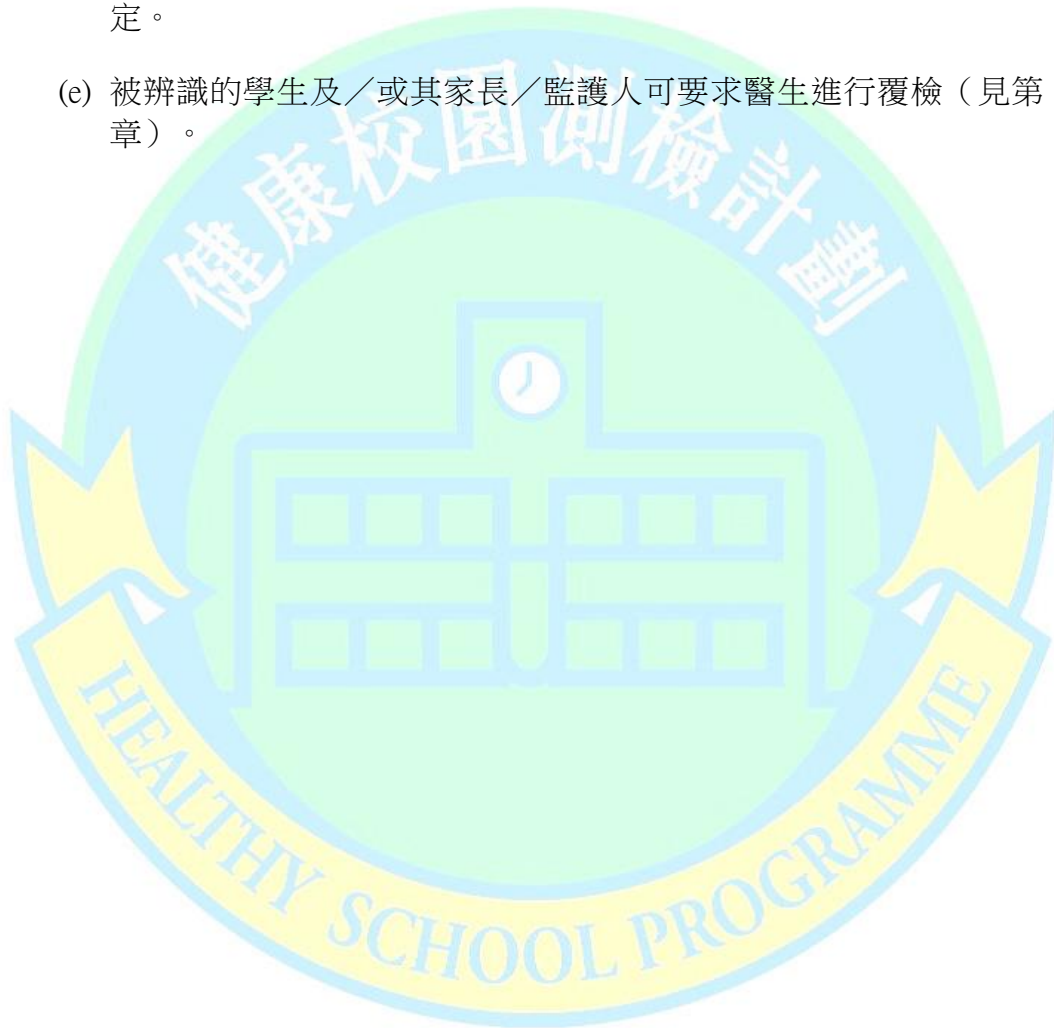 定。
(e) 被辨識的學生及／或其家長／監護人可要求醫生進行覆檢（見第
章）。
健康校園測檢計劃
HEALTHY SCHOOL PROGRAMME